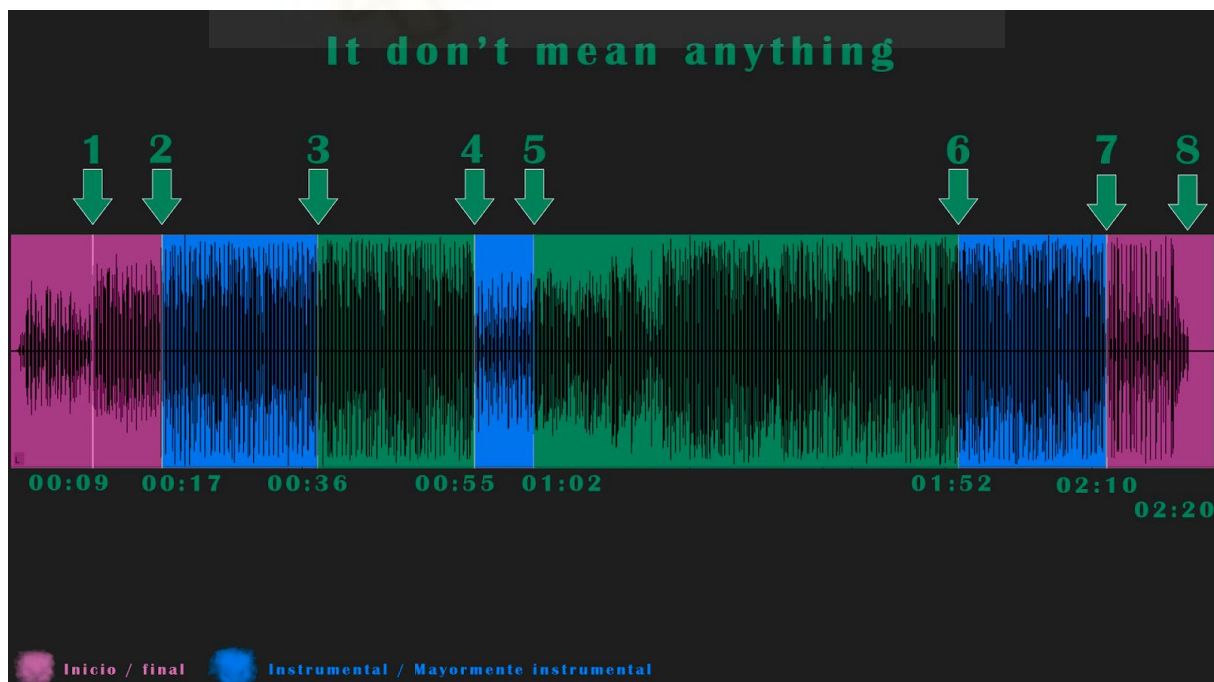 It don't mean anything
1 2 3 4 5 6 7 8
L
00:09 00:17 00:36 00:55 01:02 01:52 02:10
02:20
Inicio / final Instrumental / Mayormente instrumental